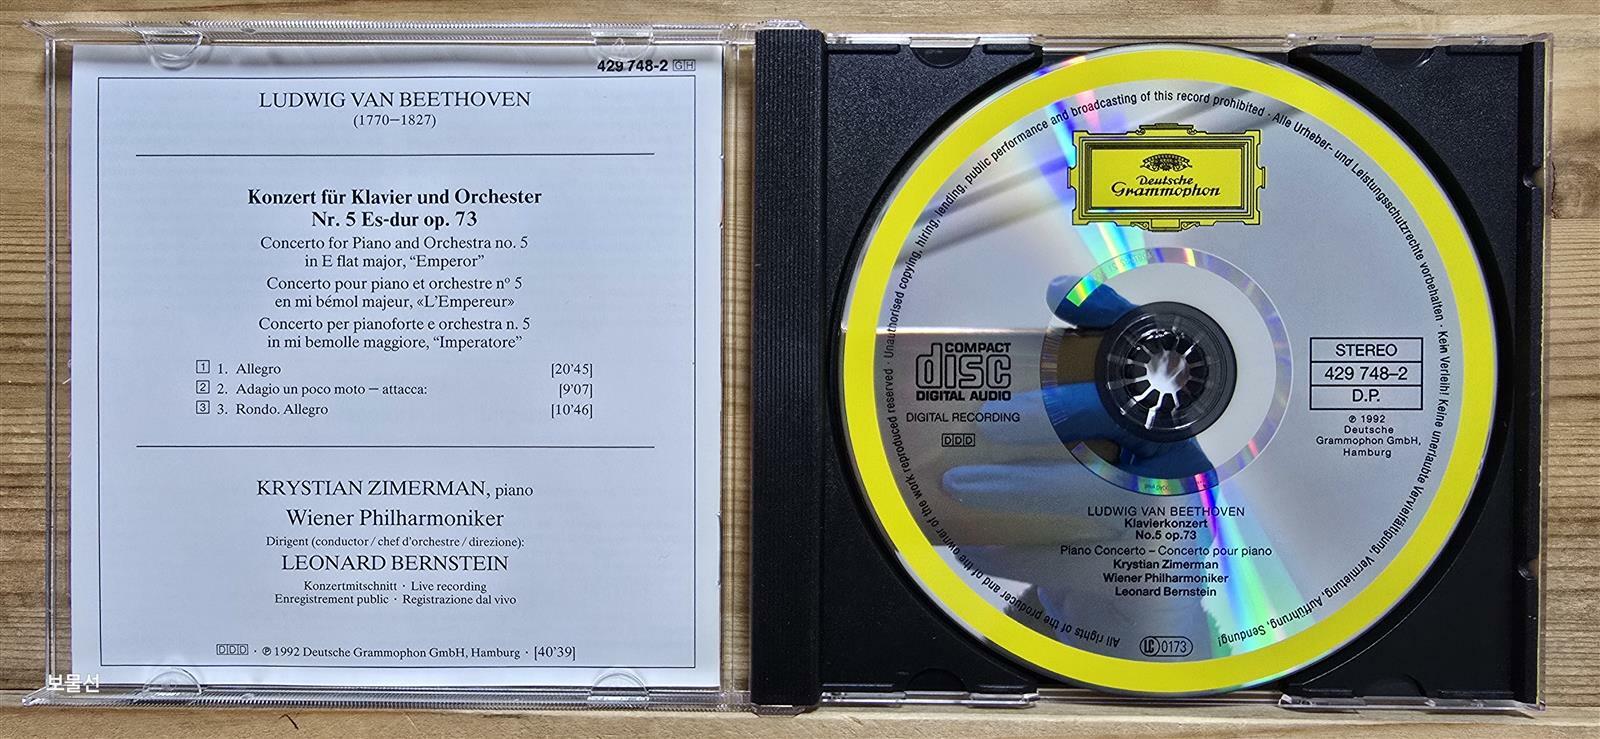 429 748-2 GH
LUDWIG VAN BEETHOVEN
(1770–1827)
Konzert für Klavier und Orchester
Nr. 5 Es-dur op. 73
Concerto for Piano and Orchestra no. 5
in E flat major, “Emperor”
Concerto pour piano et orchestre nº 5
en mi bémol majeur, «L’Empereur»
Concerto per pianoforte e orchestra n. 5
in mi bemolle maggiore, “Imperatore”
1 1. Allegro [20’45]
2 2. Adagio un poco moto – attacca: [9’07]
3 3. Rondo. Allegro [10’46]
KRYSTIAN ZIMERMAN, piano
Wiener Philharmoniker
Dirigent (conductor / chef d’orchestre / direzione):
LEONARD BERNSTEIN
Konzertmitschnitt · Live recording
Enregistrement public · Registrazione dal vivo
DDD · ℗ 1992 Deutsche Grammophon GmbH, Hamburg · [40’39]
보물선
All rights of the producer and of the owner of the work reproduced reserved · Unauthorised copying, hiring, lending, public performance and broadcasting of this record prohibited · Alle Urheber- und Leistungsschutzrechte vorbehalten · Kein Verleih! Keine unerlaubte Vervielfältigung, Vermietung, Aufführung, Sendung!
Deutsche
Grammophon
COMPACT
disc
DIGITAL AUDIO
DIGITAL RECORDING
DDD
STEREO
429 748–2
D.P.
℗ 1992
Deutsche
Grammophon GmbH,
Hamburg
LUDWIG VAN BEETHOVEN
Klavierkonzert
No.5 op.73
Piano Concerto – Concerto pour piano
Krystian Zimerman
Wiener Philharmoniker
Leonard Bernstein
LC 0173